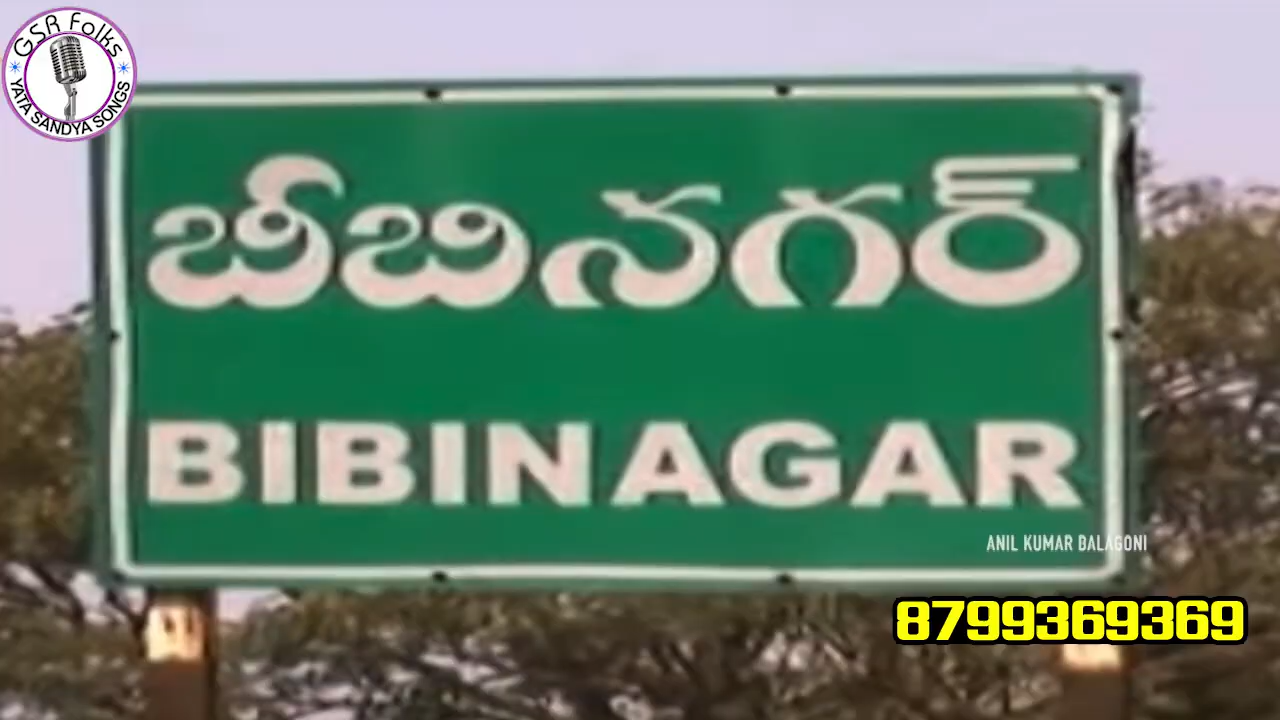 GSR Folks
YATA SANDYA SONGS
బీబినగర్
BIBINAGAR
ANIL KUMAR BALAGONI
8799369369